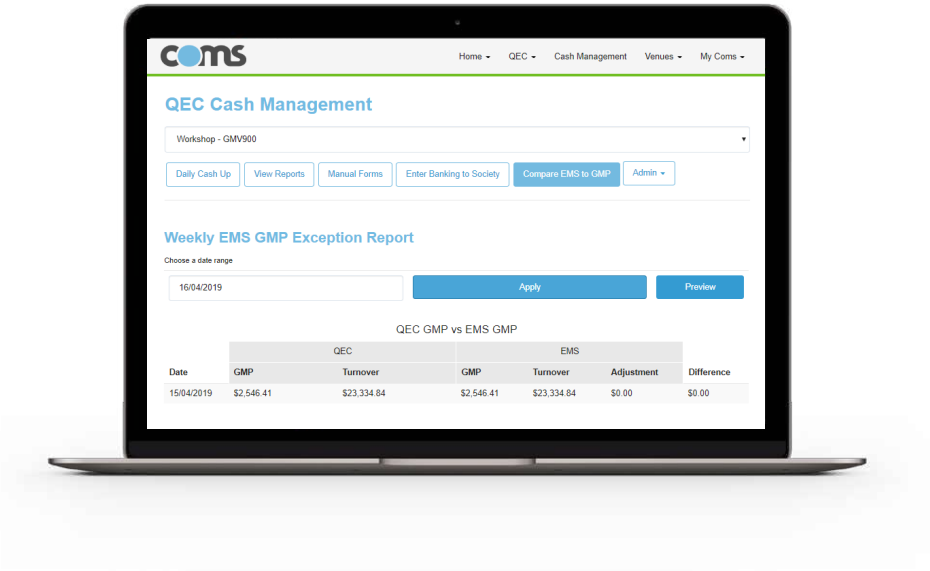 coms
Home QEC Cash Management Venues My Coms
QEC Cash Management
Workshop - GMV900
Daily Cash Up View Reports Manual Forms Enter Banking to Society Compare EMS to GMP Admin
Weekly EMS GMP Exception Report
Choose a date range
16/04/2019 Apply Preview
QEC GMP vs EMS GMP
QEC EMS
Date GMP Turnover GMP Turnover Adjustment Difference
15/04/2019 $2,546.41 $23,334.84 $2,546.41 $23,334.84 $0.00 $0.00